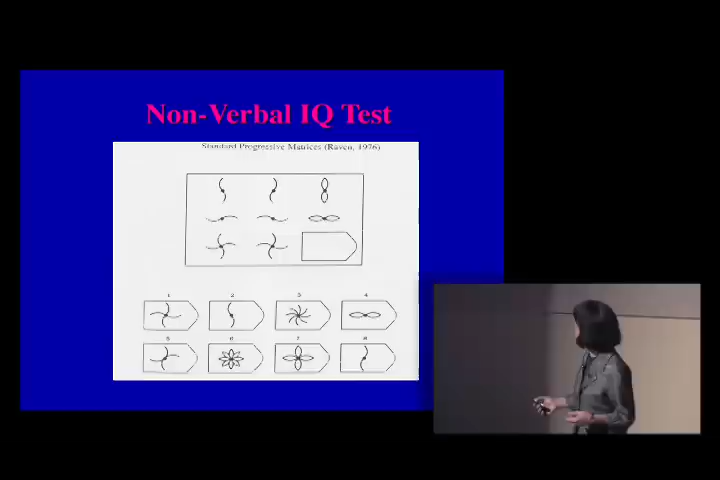 Non-Verbal IQ Test
Standard Progressive Matrices (Raven, 1976)
1 2 3 4
5 6 7 8